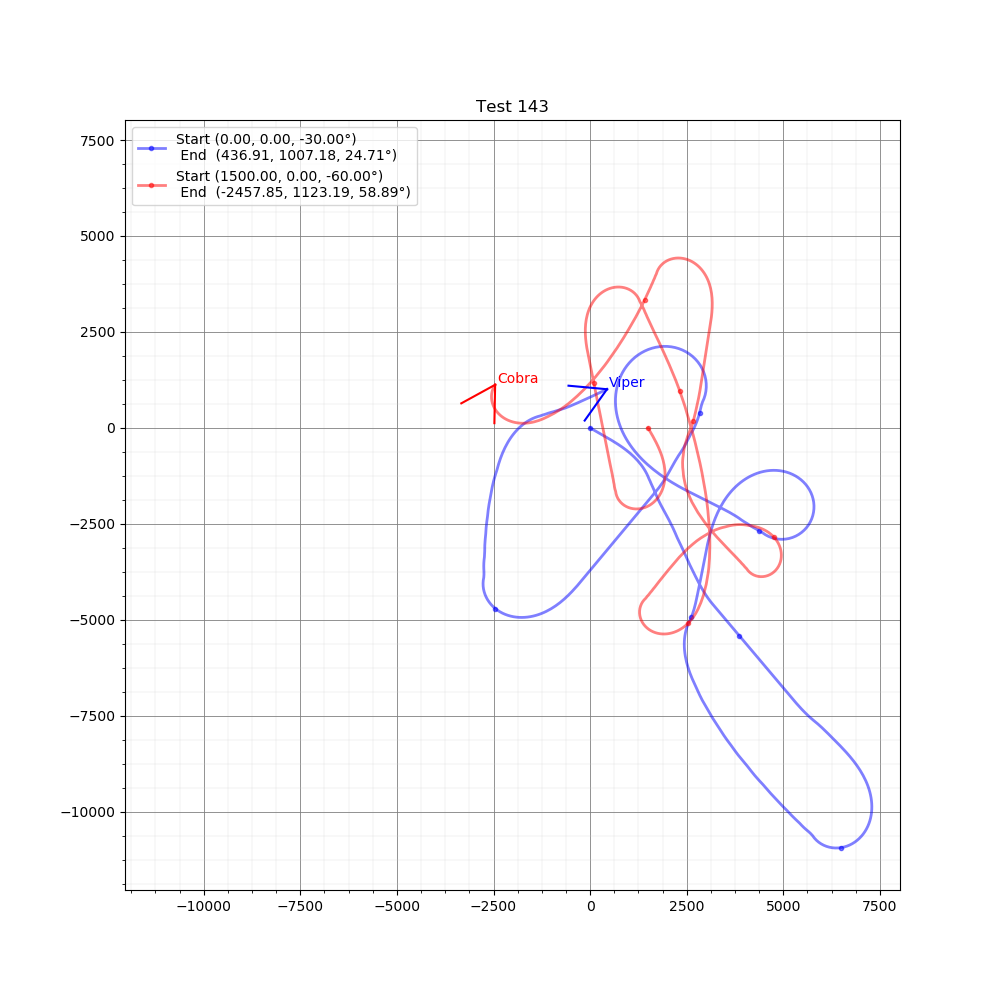 Test 143
Start (0.00, 0.00, -30.00°)
End  (436.91, 1007.18, 24.71°)
Start (1500.00, 0.00, -60.00°)
End  (-2457.85, 1123.19, 58.89°)
7500
5000
2500
0
−2500
−5000
−7500
−10000
Cobra
Viper
−10000
−7500
−5000
−2500
0
2500
5000
7500